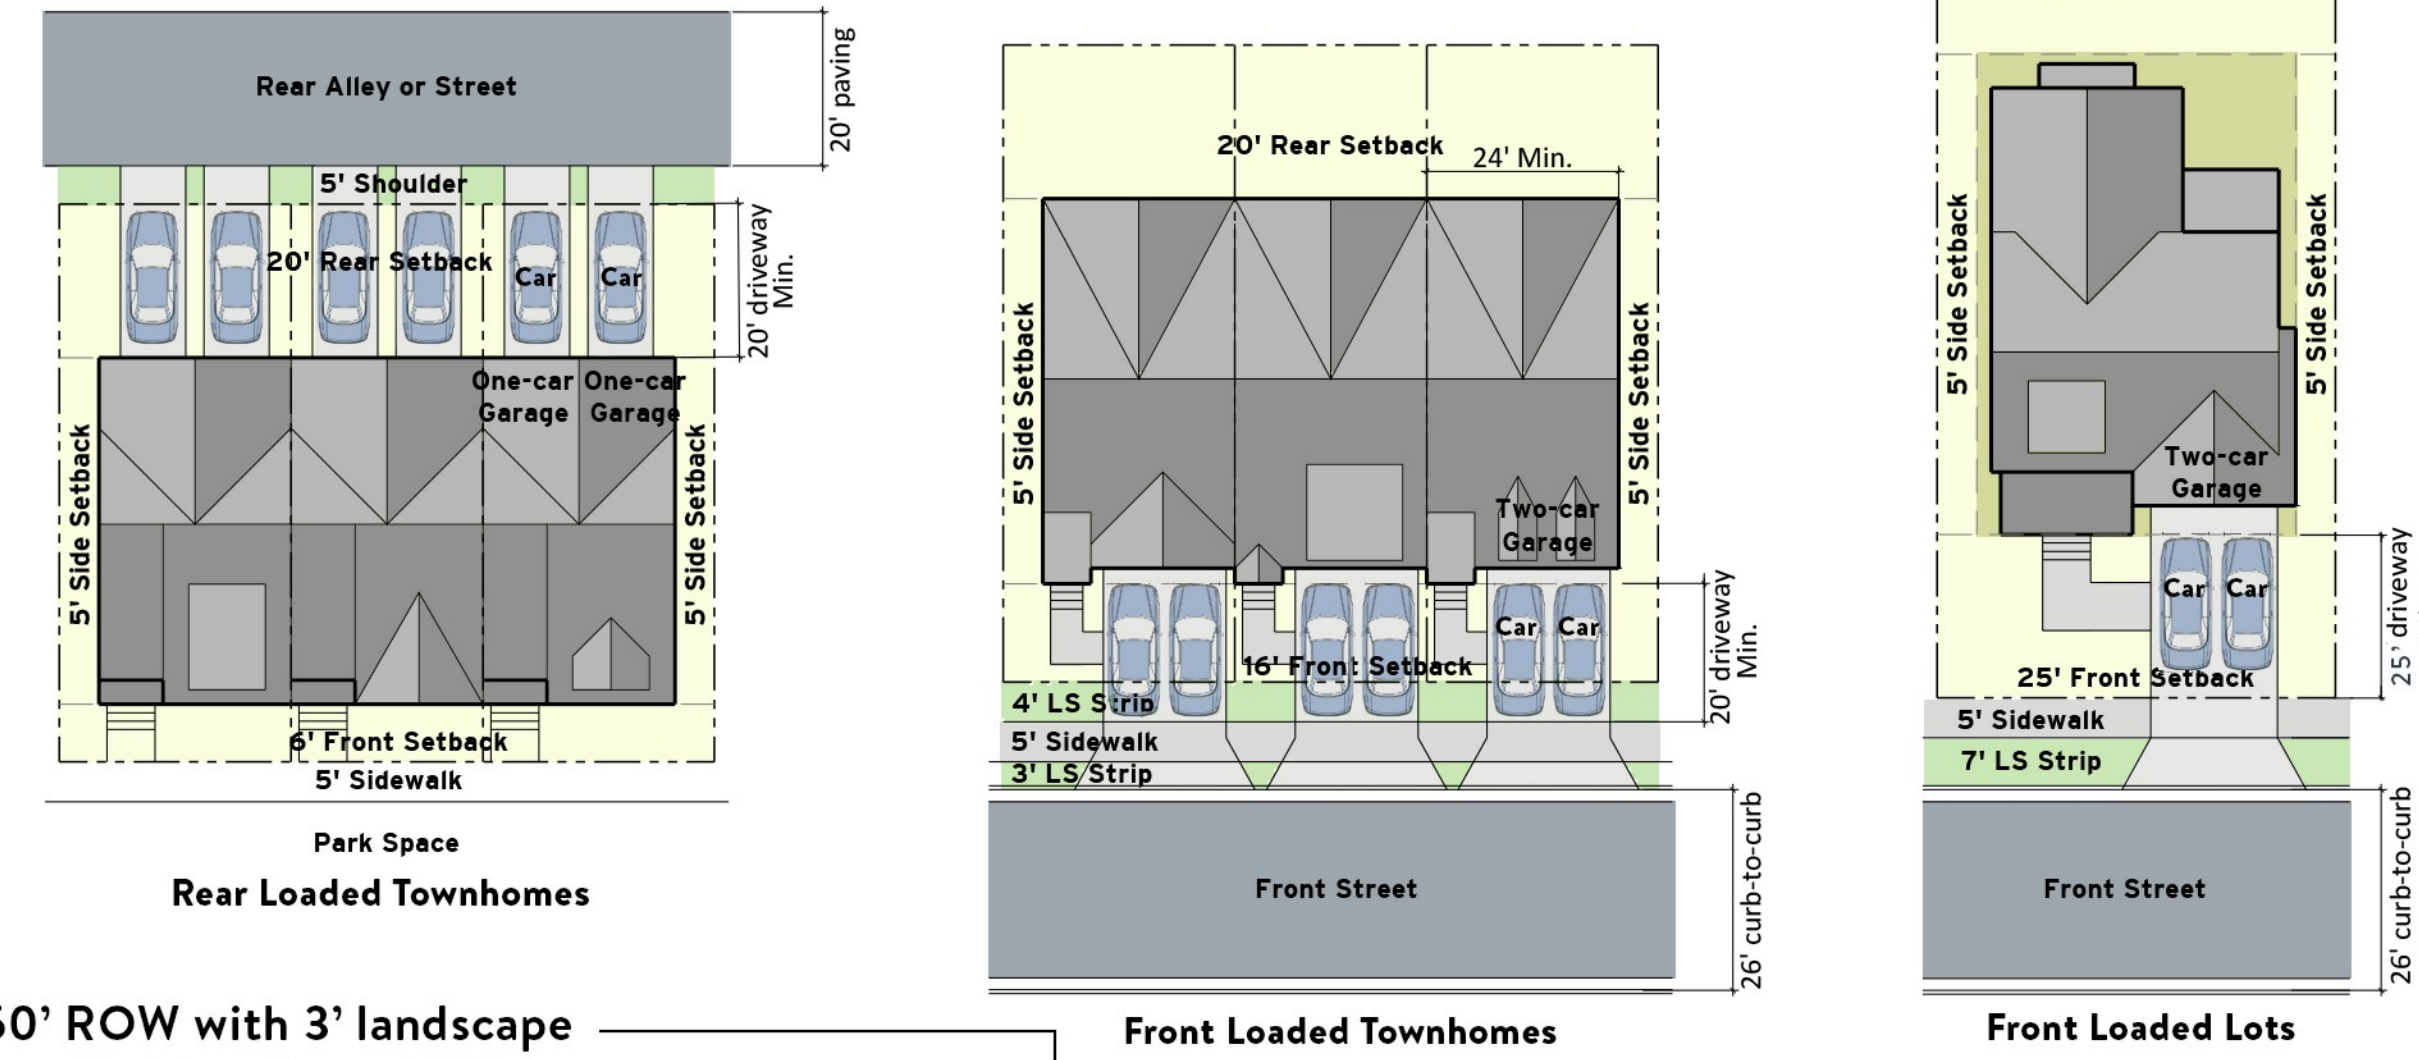 Rear Alley or Street
20' paving
5' Shoulder
20' Rear Setback
Car
Car
20' driveway
Min.
One-car
Garage
One-car
Garage
5' Side Setback
5' Side Setback
6' Front Setback
5' Sidewalk
Park Space
Rear Loaded Townhomes
20' Rear Setback
24' Min.
5' Side Setback
5' Side Setback
Two-car
Garage
Car
Car
16' Front Setback
20' driveway
Min.
4' LS Strip
5' Sidewalk
3' LS Strip
Front Street
26' curb-to-curb
Front Loaded Townhomes
5' Side Setback
5' Side Setback
Two-car
Garage
Car
Car
25' driveway
25' Front Setback
5' Sidewalk
7' LS Strip
Front Street
26' curb-to-curb
Front Loaded Lots
ROW with 3’ landscape